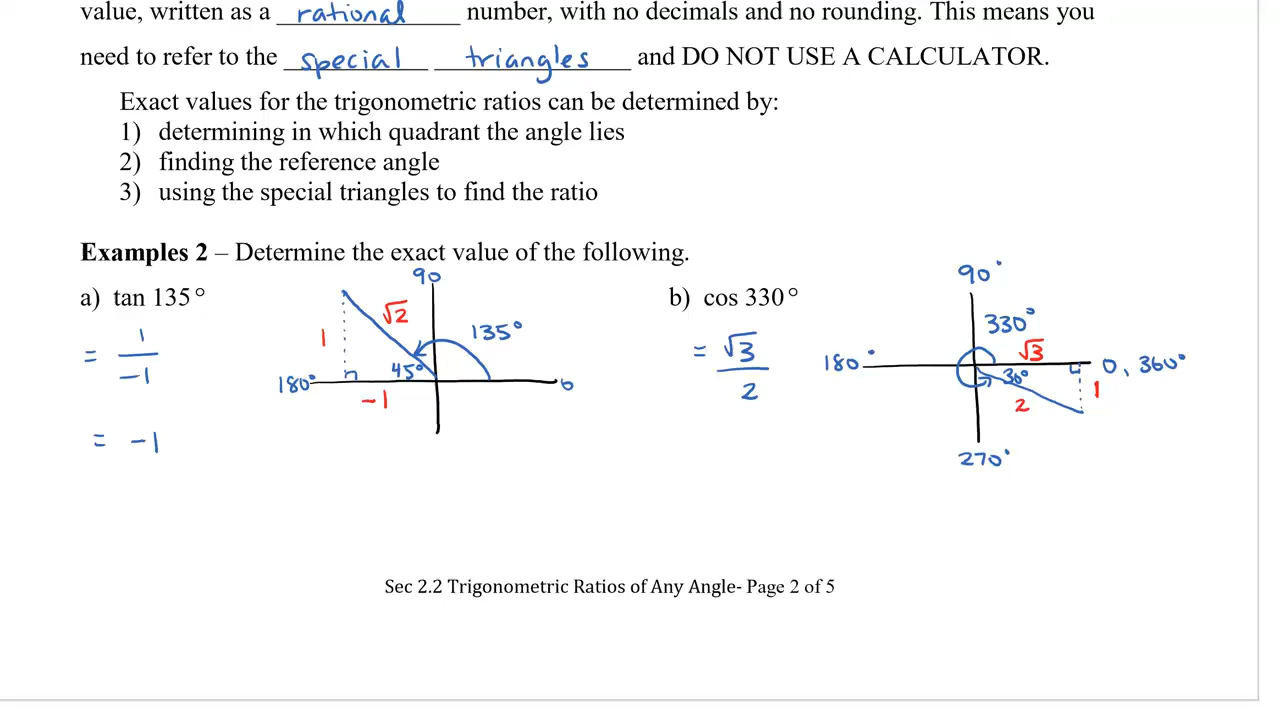 value, written as a rational number, with no decimals and no rounding. This means you
need to refer to the special triangles and DO NOT USE A CALCULATOR.
Exact values for the trigonometric ratios can be determined by:
1) determining in which quadrant the angle lies
2) finding the reference angle
3) using the special triangles to find the ratio
Examples 2 – Determine the exact value of the following.
a) tan 135°
= 1/-1
= -1
90
√2
1
135°
45°
180°
0
-1
b) cos 330°
= √3/2
90°
330°
√3
180°
30°
0, 360°
2
1
270°
Sec 2.2 Trigonometric Ratios of Any Angle- Page 2 of 5